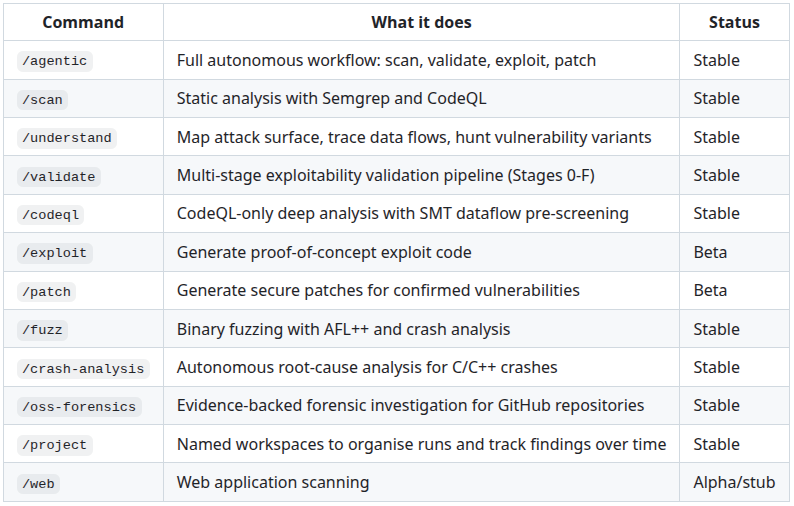 Command What it does Status
/agentic Full autonomous workflow: scan, validate, exploit, patch Stable
/scan Static analysis with Semgrep and CodeQL Stable
/understand Map attack surface, trace data flows, hunt vulnerability variants Stable
/validate Multi-stage exploitability validation pipeline (Stages 0-F) Stable
/codeql CodeQL-only deep analysis with SMT dataflow pre-screening Stable
/exploit Generate proof-of-concept exploit code Beta
/patch Generate secure patches for confirmed vulnerabilities Beta
/fuzz Binary fuzzing with AFL++ and crash analysis Stable
/crash-analysis Autonomous root-cause analysis for C/C++ crashes Stable
/oss-forensics Evidence-backed forensic investigation for GitHub repositories Stable
/project Named workspaces to organise runs and track findings over time Stable
/web Web application scanning Alpha/stub